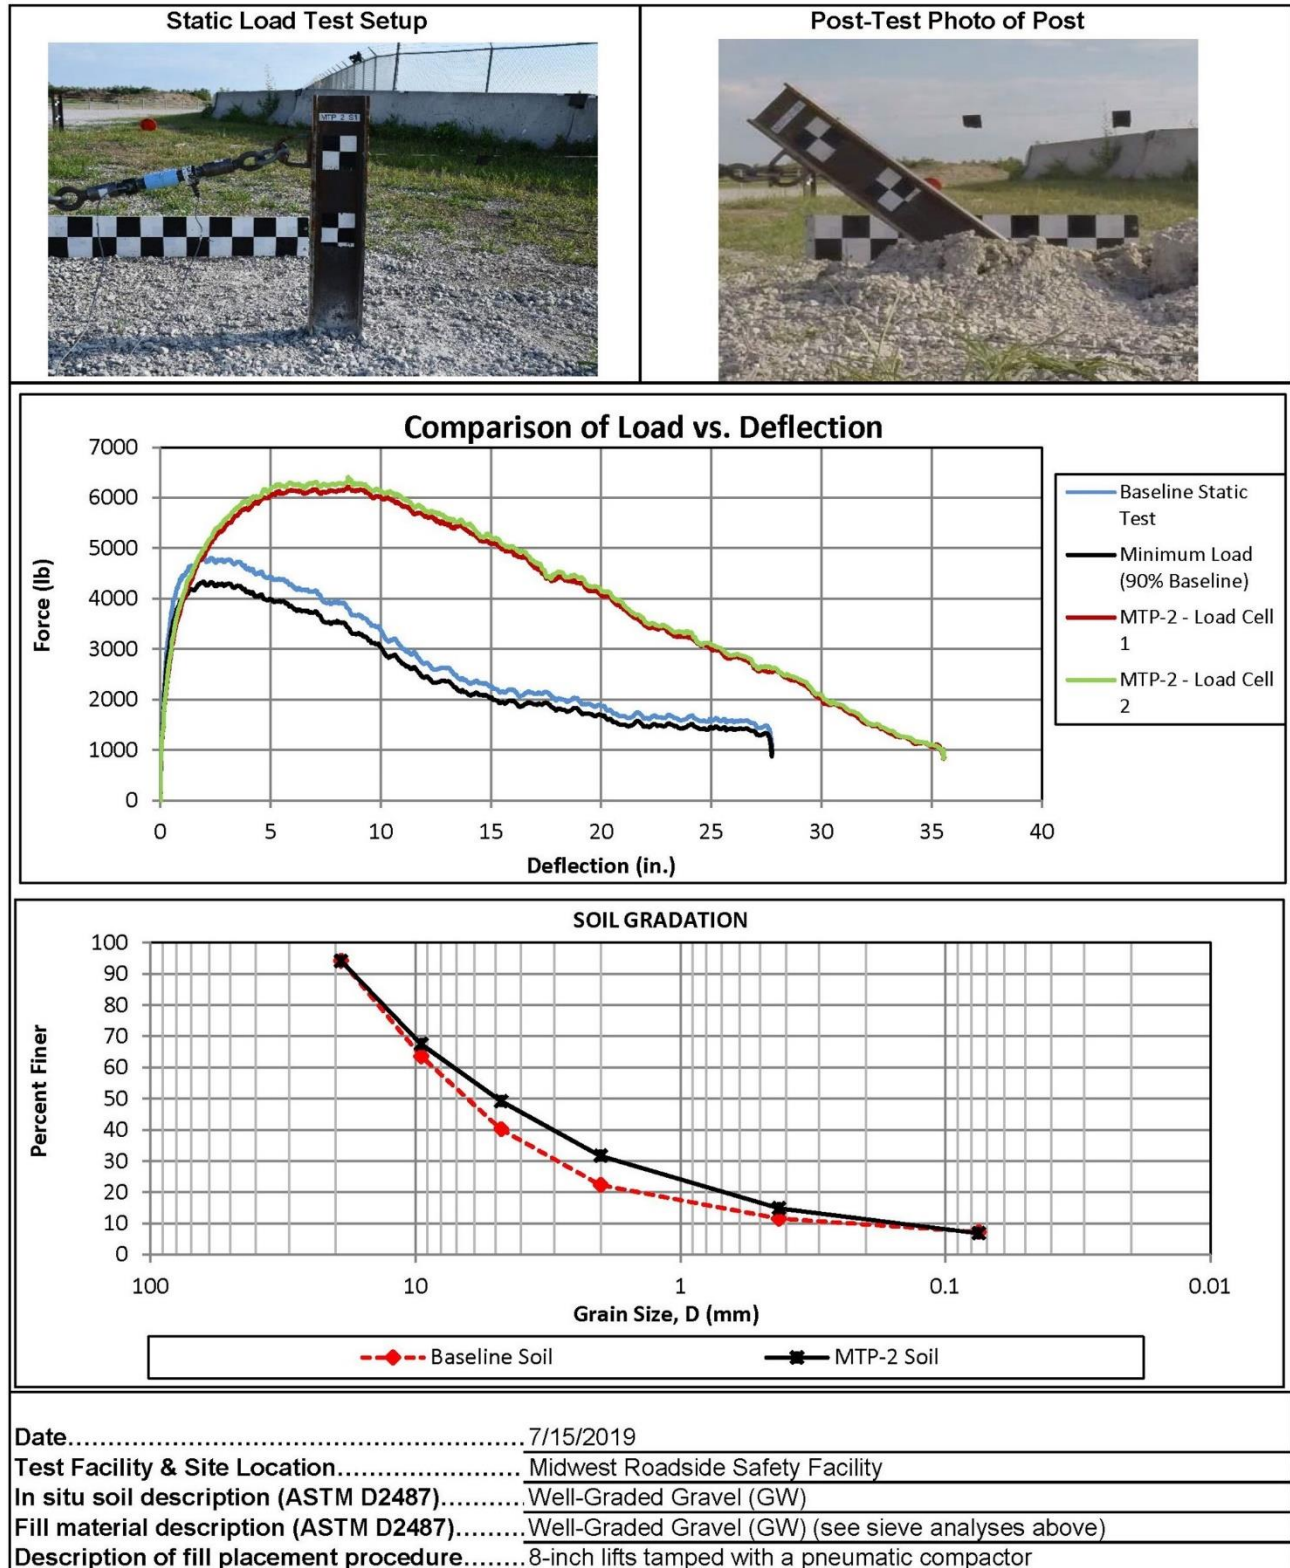 Static Load Test Setup
Post-Test Photo of Post
MTP-2 S1
Comparison of Load vs. Deflection
7000
6000
5000
4000
3000
2000
1000
0
Force (lb)
0 5 10 15 20 25 30 35 40
Deflection (in.)
Baseline Static
Test
Minimum Load
(90% Baseline)
MTP-2 - Load Cell
1
MTP-2 - Load Cell
2
SOIL GRADATION
100
90
80
70
60
50
40
30
20
10
0
Percent Finer
100 10 1 0.1 0.01
Grain Size, D (mm)
Baseline Soil MTP-2 Soil
Date.................................................. 7/15/2019
Test Facility & Site Location..................... Midwest Roadside Safety Facility
In situ soil description (ASTM D2487).......... Well-Graded Gravel (GW)
Fill material description (ASTM D2487)........ Well-Graded Gravel (GW) (see sieve analyses above)
Description of fill placement procedure....... 8-inch lifts tamped with a pneumatic compactor